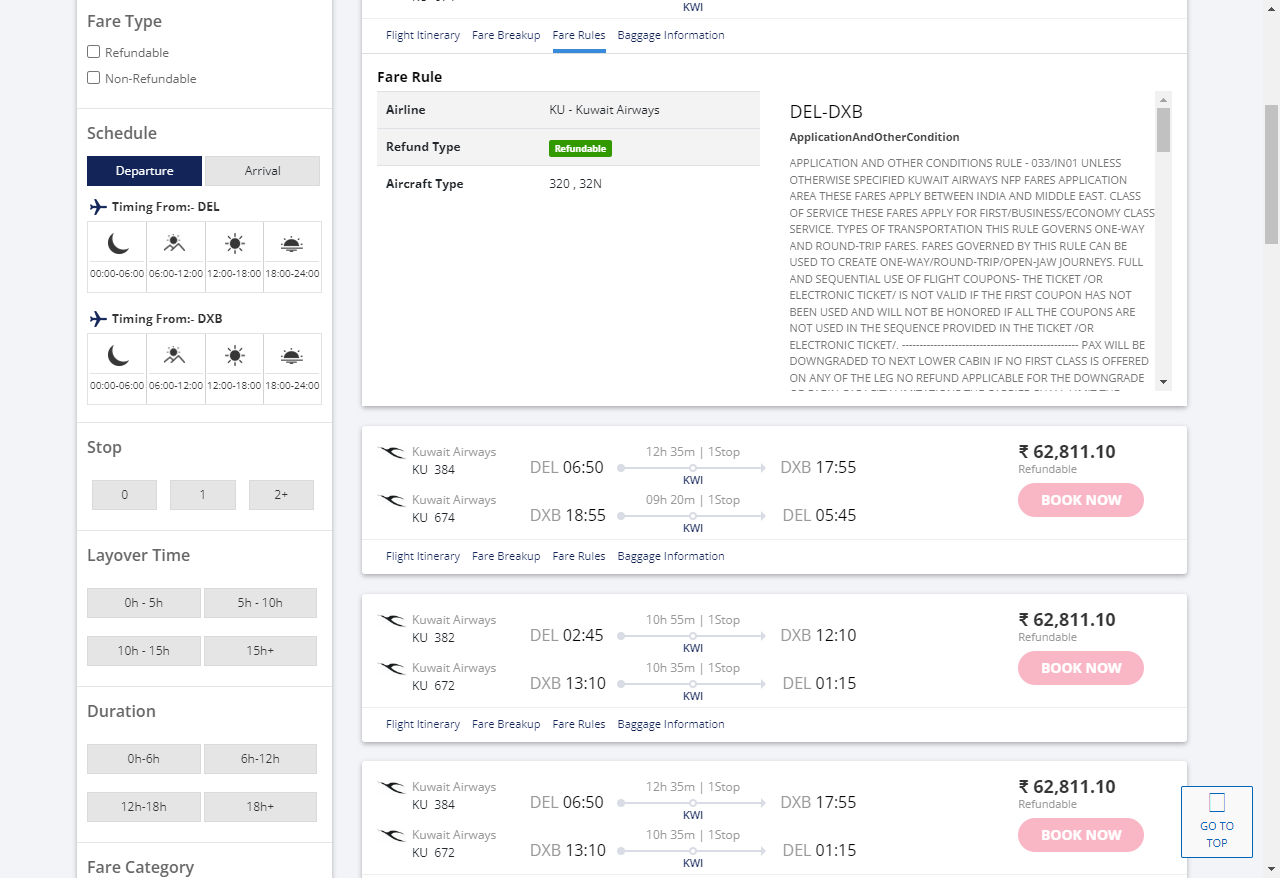 Fare Type
Refundable
Non-Refundable
Schedule
Departure Arrival
Timing From:- DEL
00:00-06:00 06:00-12:00 12:00-18:00 18:00-24:00
Timing From:- DXB
00:00-06:00 06:00-12:00 12:00-18:00 18:00-24:00
Stop
0 1 2+
Layover Time
0h - 5h 5h - 10h
10h - 15h 15h+
Duration
0h-6h 6h-12h
12h-18h 18h+
Fare Category
KWI
Flight Itinerary Fare Breakup Fare Rules Baggage Information
Fare Rule
Airline KU - Kuwait Airways
Refund Type Refundable
Aircraft Type 320 , 32N
DEL-DXB
ApplicationAndOtherCondition
APPLICATION AND OTHER CONDITIONS RULE - 033/IN01 UNLESS
OTHERWISE SPECIFIED KUWAIT AIRWAYS NFP FARES APPLICATION
AREA THESE FARES APPLY BETWEEN INDIA AND MIDDLE EAST. CLASS
OF SERVICE THESE FARES APPLY FOR FIRST/BUSINESS/ECONOMY CLASS
SERVICE. TYPES OF TRANSPORTATION THIS RULE GOVERNS ONE-WAY
AND ROUND-TRIP FARES. FARES GOVERNED BY THIS RULE CAN BE
USED TO CREATE ONE-WAY/ROUND-TRIP/OPEN-JAW JOURNEYS. FULL
AND SEQUENTIAL USE OF FLIGHT COUPONS- THE TICKET /OR
ELECTRONIC TICKET/ IS NOT VALID IF THE FIRST COUPON HAS NOT
BEEN USED AND WILL NOT BE HONORED IF ALL THE COUPONS ARE
NOT USED IN THE SEQUENCE PROVIDED IN THE TICKET /OR
ELECTRONIC TICKET/. -------------------------------------------------- PAX WILL BE
DOWNGRADED TO NEXT LOWER CABIN IF NO FIRST CLASS IS OFFERED
ON ANY OF THE LEG NO REFUND APPLICABLE FOR THE DOWNGRADE
Kuwait Airways
KU 384
DEL 06:50
12h 35m | 1Stop
KWI
DXB 17:55
Kuwait Airways
KU 674
DXB 18:55
09h 20m | 1Stop
KWI
DEL 05:45
₹ 62,811.10
Refundable
BOOK NOW
Flight Itinerary Fare Breakup Fare Rules Baggage Information
Kuwait Airways
KU 382
DEL 02:45
10h 55m | 1Stop
KWI
DXB 12:10
Kuwait Airways
KU 672
DXB 13:10
10h 35m | 1Stop
KWI
DEL 01:15
₹ 62,811.10
Refundable
BOOK NOW
Flight Itinerary Fare Breakup Fare Rules Baggage Information
Kuwait Airways
KU 384
DEL 06:50
12h 35m | 1Stop
KWI
DXB 17:55
Kuwait Airways
KU 672
DXB 13:10
10h 35m | 1Stop
KWI
DEL 01:15
₹ 62,811.10
Refundable
BOOK NOW
GO TO
TOP